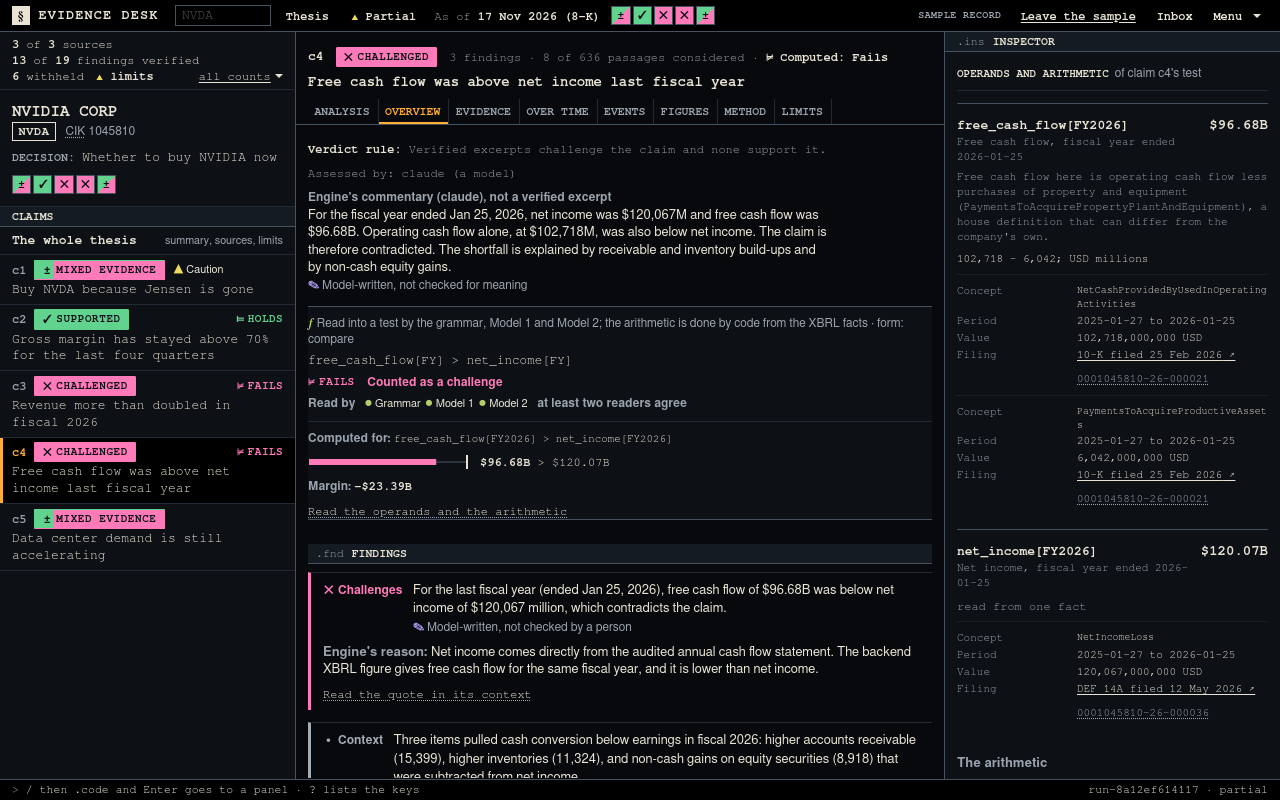 § EVIDENCE DESK NVDA Thesis ▲ Partial As of 17 Nov 2026 (8-K) ± ✓ ✕ ✕ ± SAMPLE RECORD Leave the sample Inbox Menu
3 of 3 sources
13 of 19 findings verified
6 withheld ▲ limits all counts
NVIDIA CORP
NVDA CIK 1045810
DECISION: Whether to buy NVIDIA now
± ✓ ✕ ✕ ±
CLAIMS
The whole thesis summary, sources, limits
c1 ± MIXED EVIDENCE ▲ Caution
Buy NVDA because Jensen is gone
c2 ✓ SUPPORTED ⊨ HOLDS
Gross margin has stayed above 70%
for the last four quarters
c3 ✕ CHALLENGED ⊭ FAILS
Revenue more than doubled in
fiscal 2026
c4 ✕ CHALLENGED ⊭ FAILS
Free cash flow was above net
income last fiscal year
c5 ± MIXED EVIDENCE
Data center demand is still
accelerating
c4 ✕ CHALLENGED 3 findings · 8 of 636 passages considered · ⊭ Computed: Fails
Free cash flow was above net income last fiscal year
ANALYSIS OVERVIEW EVIDENCE OVER TIME EVENTS FIGURES METHOD LIMITS
Verdict rule: Verified excerpts challenge the claim and none support it.
Assessed by: claude (a model)
Engine's commentary (claude), not a verified excerpt
For the fiscal year ended Jan 25, 2026, net income was $120,067M and free cash flow was
$96.68B. Operating cash flow alone, at $102,718M, was also below net income. The claim is
therefore contradicted. The shortfall is explained by receivable and inventory build-ups and
by non-cash equity gains.
✎ Model-written, not checked for meaning
ƒ Read into a test by the grammar, Model 1 and Model 2; the arithmetic is done by code from the XBRL facts · form:
compare
free_cash_flow[FY] > net_income[FY]
⊭ FAILS Counted as a challenge
Read by ● Grammar ● Model 1 ● Model 2 at least two readers agree
Computed for: free_cash_flow[FY2026] > net_income[FY2026]
$96.68B > $120.07B
Margin: −$23.39B
Read the operands and the arithmetic
.fnd FINDINGS
✕ Challenges For the last fiscal year (ended Jan 25, 2026), free cash flow of $96.68B was below net
income of $120,067 million, which contradicts the claim.
✎ Model-written, not checked by a person
Engine's reason: Net income comes directly from the audited annual cash flow statement. The backend
XBRL figure gives free cash flow for the same fiscal year, and it is lower than net income.
Read the quote in its context
• Context Three items pulled cash conversion below earnings in fiscal 2026: higher accounts receivable
(15,399), higher inventories (11,324), and non-cash gains on equity securities (8,918) that
were subtracted from net income.
.ins INSPECTOR
OPERANDS AND ARITHMETIC of claim c4's test
free_cash_flow[FY2026] $96.68B
Free cash flow, fiscal year ended
2026-01-25
Free cash flow here is operating cash flow less
purchases of property and equipment
(PaymentsToAcquirePropertyPlantAndEquipment), a
house definition that can differ from the
company's own.
102,718 − 6,042; USD millions
Concept NetCashProvidedByUsedInOperating
Activities
Period 2025-01-27 to 2026-01-25
Value 102,718,000,000 USD
Filing 10-K filed 25 Feb 2026 ↗
0001045810-26-000021
Concept PaymentsToAcquireProductiveAsset
s
Period 2025-01-27 to 2026-01-25
Value 6,042,000,000 USD
Filing 10-K filed 25 Feb 2026 ↗
0001045810-26-000021
net_income[FY2026] $120.07B
Net income, fiscal year ended 2026-
01-25
read from one fact
Concept NetIncomeLoss
Period 2025-01-27 to 2026-01-25
Value 120,067,000,000 USD
Filing DEF 14A filed 12 May 2026 ↗
0001045810-26-000036
The arithmetic
> / then .code and Enter goes to a panel · ? lists the keys run-8a12ef614117 · partial